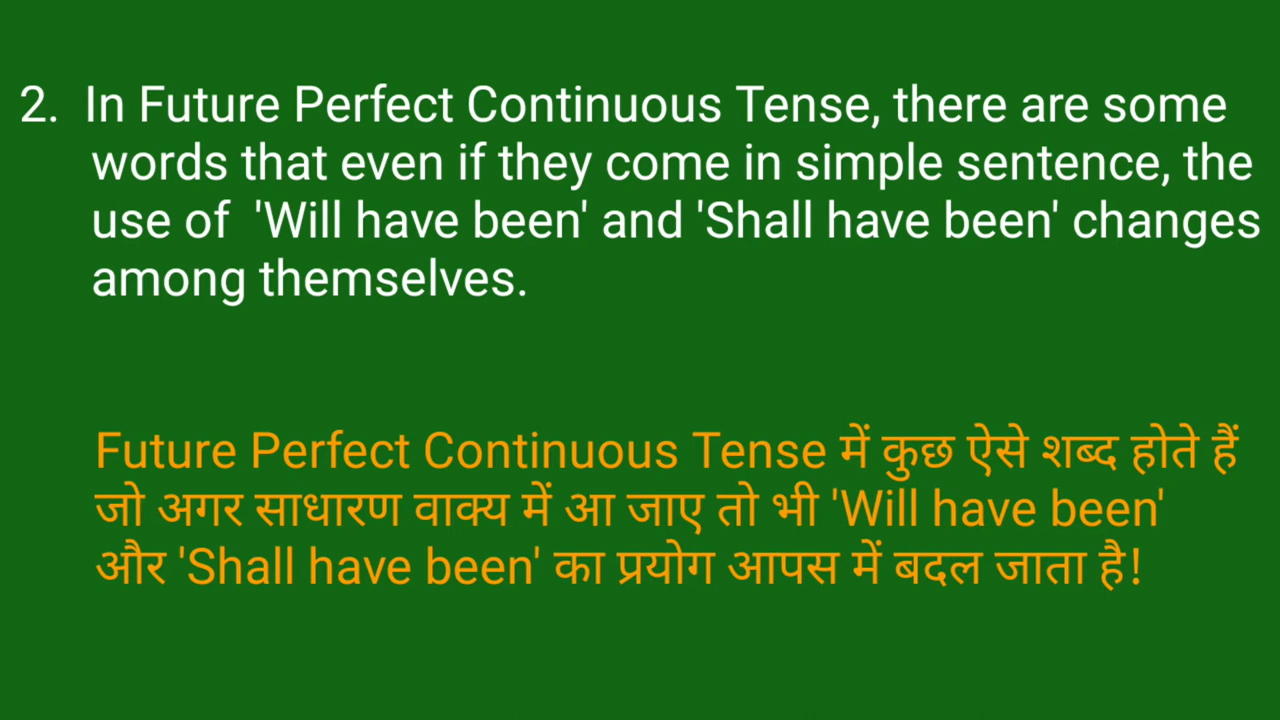 2. In Future Perfect Continuous Tense, there are some
words that even if they come in simple sentence, the
use of 'Will have been' and 'Shall have been' changes
among themselves.
Future Perfect Continuous Tense में कुछ ऐसे शब्द होते हैं
जो अगर साधारण वाक्य में आ जाए तो भी 'Will have been'
और 'Shall have been' का प्रयोग आपस में बदल जाता है!